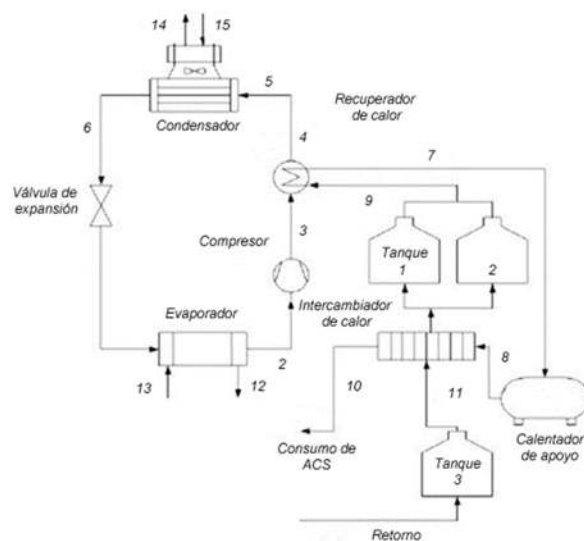 14
15
5
Condensador
Recuperador
de calor
6
4
7
Válvula de
expansión
9
3
Compresor
Tanque
1
2
Evaporador
Intercambiador
de calor
8
2
13
12
10
11
Consumo de
ACS
Calentador
de apoyo
Tanque
3
Retorno